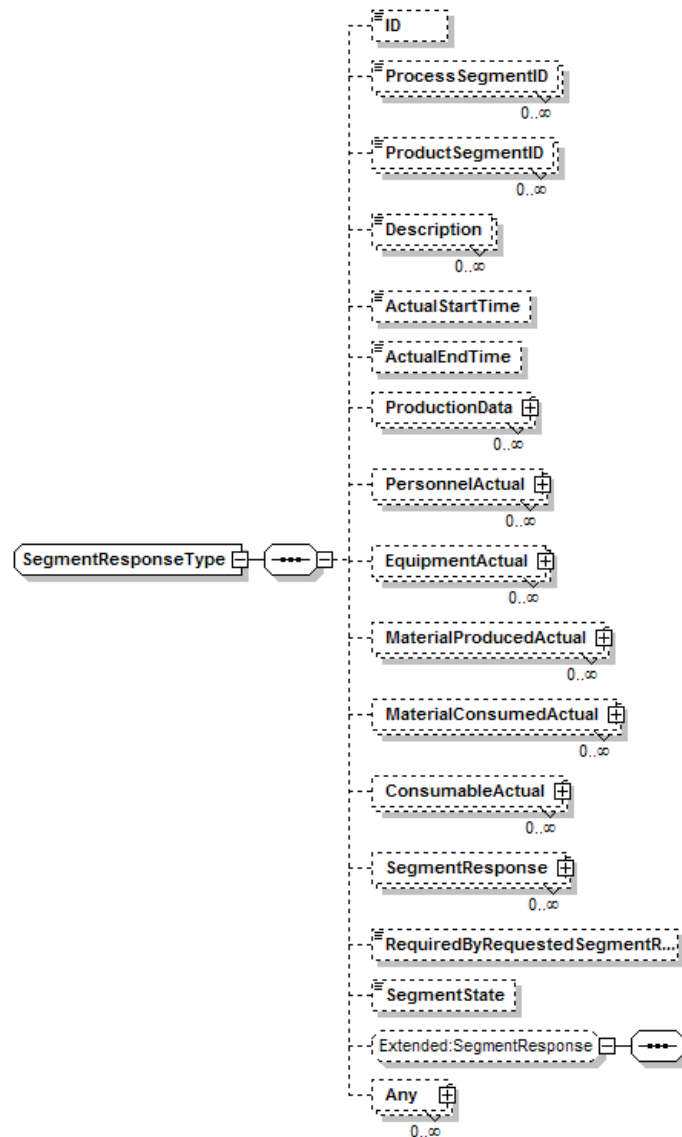 ID
ProcessSegmentID
0..∞
ProductSegmentID
0..∞
Description
0..∞
ActualStartTime
ActualEndTime
ProductionData
0..∞
PersonnelActual
0..∞
SegmentResponseType
EquipmentActual
0..∞
MaterialProducedActual
0..∞
MaterialConsumedActual
0..∞
ConsumableActual
0..∞
SegmentResponse
0..∞
RequiredByRequestedSegmentR...
SegmentState
Extended:SegmentResponse
Any
0..∞